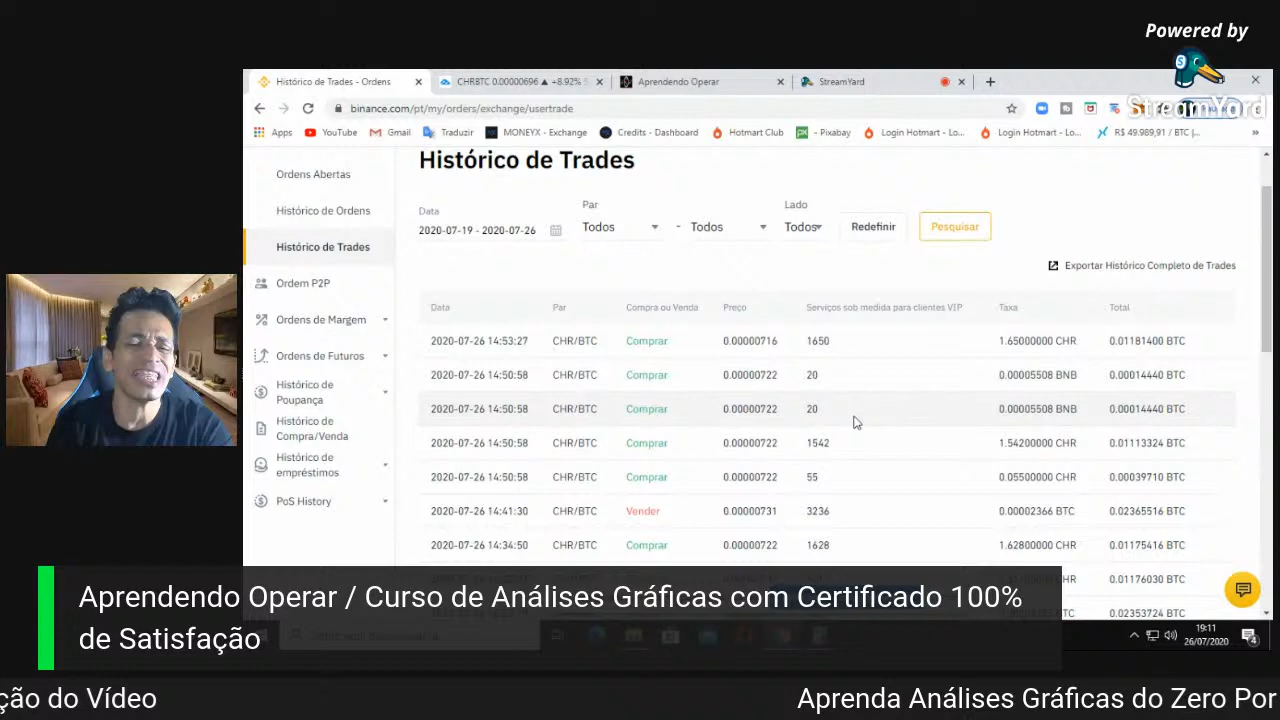 Powered by
StreamYard
Histórico de Trades - Ordens
CHRBTC 0.00000696 ▲ +8.92%
Aprendendo Operar
StreamYard
binance.com/pt/my/orders/exchange/usertrade
Apps YouTube Gmail Traduzir MONEYX - Exchange Credits - Dashboard Hotmart Club - Pixabay Login Hotmart - Lo... Login Hotmart - Lo... R$ 49.989,91 / BTC |...
Histórico de Trades
Ordens Abertas
Histórico de Ordens
Histórico de Trades
Ordem P2P
Ordens de Margem
Ordens de Futuros
Histórico de
Poupança
Histórico de
Compra/Venda
Histórico de
empréstimos
PoS History
Data Par Lado
2020-07-19 - 2020-07-26 Todos - Todos Todos Redefinir Pesquisar
Exportar Histórico Completo de Trades
Data Par Compra ou Venda Preço Serviços sob medida para clientes VIP Taxa Total
2020-07-26 14:53:27 CHR/BTC Comprar 0.00000716 1650 1.65000000 CHR 0.01181400 BTC
2020-07-26 14:50:58 CHR/BTC Comprar 0.00000722 20 0.00005508 BNB 0.00014440 BTC
2020-07-26 14:50:58 CHR/BTC Comprar 0.00000722 20 0.00005508 BNB 0.00014440 BTC
2020-07-26 14:50:58 CHR/BTC Comprar 0.00000722 1542 1.54200000 CHR 0.01113324 BTC
2020-07-26 14:50:58 CHR/BTC Comprar 0.00000722 55 0.05500000 CHR 0.00039710 BTC
2020-07-26 14:41:30 CHR/BTC Vender 0.00000731 3236 0.00002366 BTC 0.02365516 BTC
2020-07-26 14:34:50 CHR/BTC Comprar 0.00000722 1628 1.62800000 CHR 0.01175416 BTC
CHR 0.01176030 BTC
0.02353724 BTC
Aprendendo Operar / Curso de Análises Gráficas com Certificado 100%
de Satisfação
19:11
26/07/2020
4
ção do Vídeo
Aprenda Análises Gráficas do Zero Por